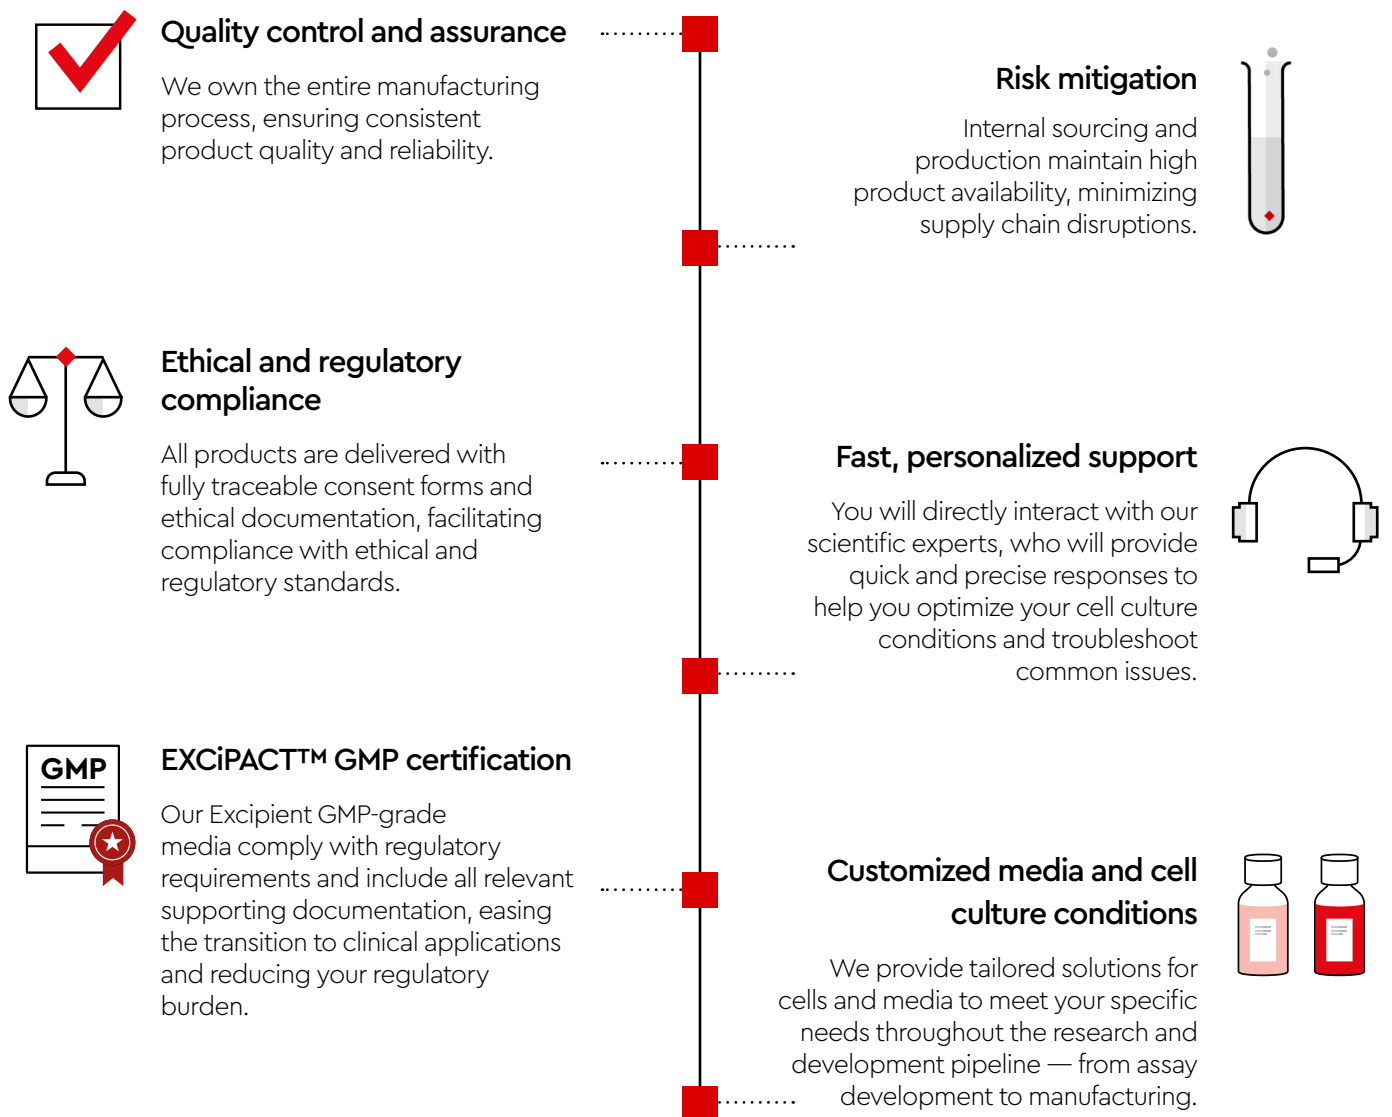 Quality control and assurance
We own the entire manufacturing
process, ensuring consistent
product quality and reliability.
Risk mitigation
Internal sourcing and
production maintain high
product availability, minimizing
supply chain disruptions.
Ethical and regulatory
compliance
All products are delivered with
fully traceable consent forms and
ethical documentation, facilitating
compliance with ethical and
regulatory standards.
Fast, personalized support
You will directly interact with our
scientific experts, who will provide
quick and precise responses to
help you optimize your cell culture
conditions and troubleshoot
common issues.
GMP
EXCiPACT™ GMP certification
Our Excipient GMP-grade
media comply with regulatory
requirements and include all relevant
supporting documentation, easing
the transition to clinical applications
and reducing your regulatory
burden.
Customized media and cell
culture conditions
We provide tailored solutions for
cells and media to meet your specific
needs throughout the research and
development pipeline — from assay
development to manufacturing.